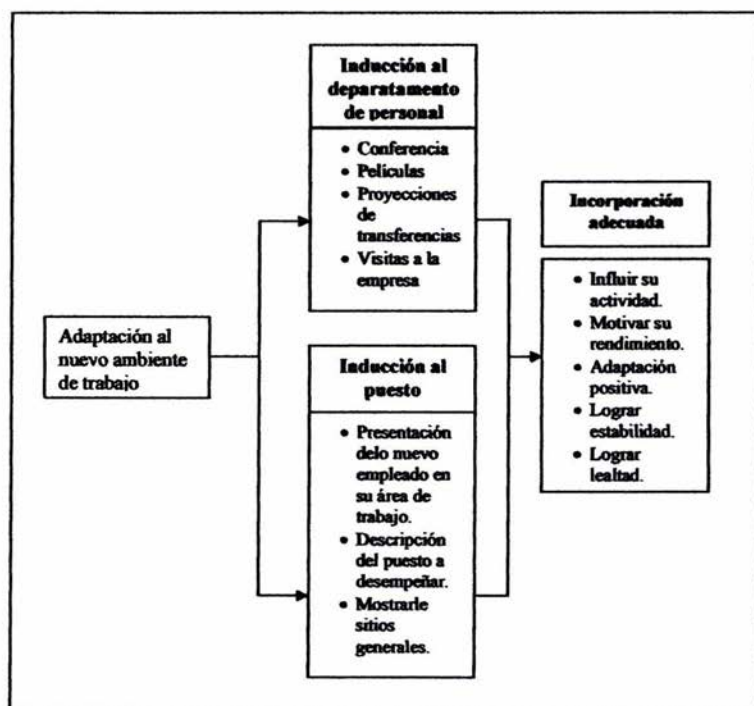 Adaptación al
nuevo ambiente
de trabajo
Inducción al
deparatamento
de personal
• Conferencia
• Películas
• Proyecciones
de
transferencias
• Visitas a la
empresa
Inducción al
puesto
• Presentación
delo nuevo
empleado en
su área de
trabajo.
• Descripción
del puesto a
desempeñar.
• Mostrarle
sitios
generales.
Incorporación
adecuada
• Influir su
actividad.
• Motivar su
rendimiento.
• Adaptación
positiva.
• Lograr
estabilidad.
• Lograr
lealtad.